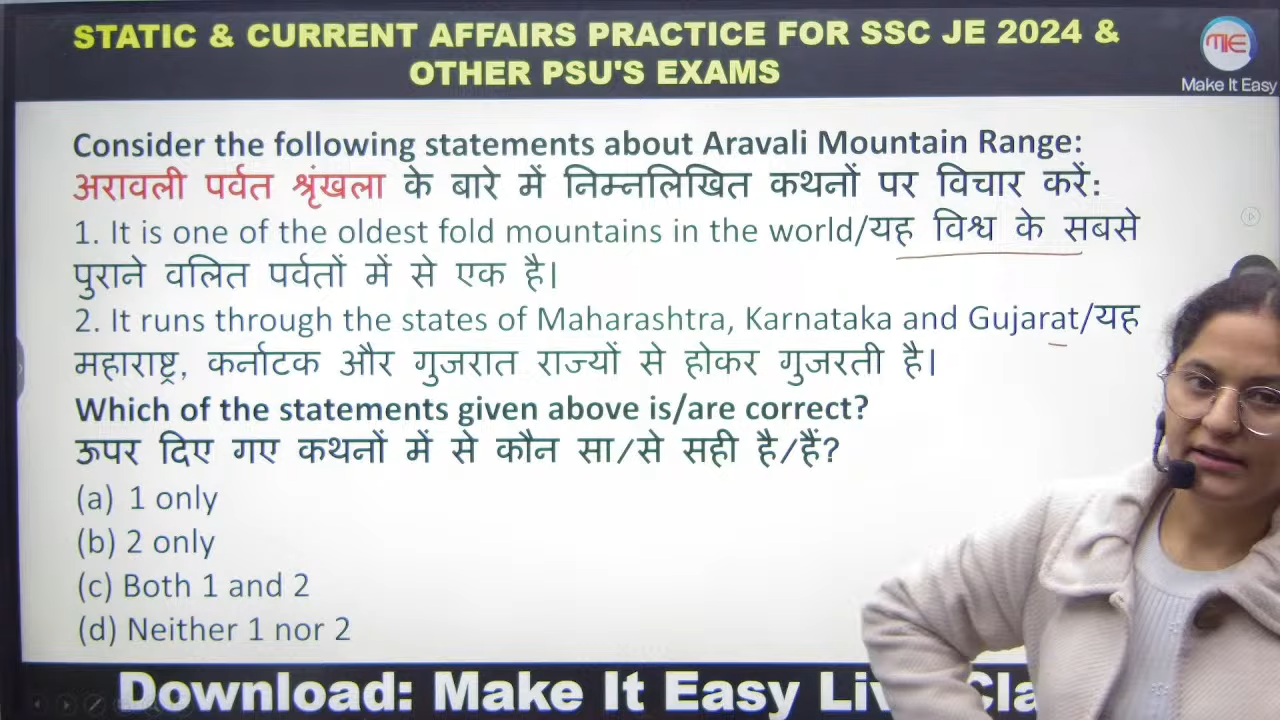 STATIC & CURRENT AFFAIRS PRACTICE FOR SSC JE 2024 &
OTHER PSU'S EXAMS
MIE
Make It Easy
Consider the following statements about Aravali Mountain Range:
अरावली पर्वत श्रृंखला के बारे में निम्नलिखित कथनों पर विचार करें:
1. It is one of the oldest fold mountains in the world/यह विश्व के सबसे
पुराने वलित पर्वतों में से एक है।
2. It runs through the states of Maharashtra, Karnataka and Gujarat/यह
महाराष्ट्र, कर्नाटक और गुजरात राज्यों से होकर गुजरती है।
Which of the statements given above is/are correct?
ऊपर दिए गए कथनों में से कौन सा/से सही है/हैं?
(a) 1 only
(b) 2 only
(c) Both 1 and 2
(d) Neither 1 nor 2
Download: Make It Easy